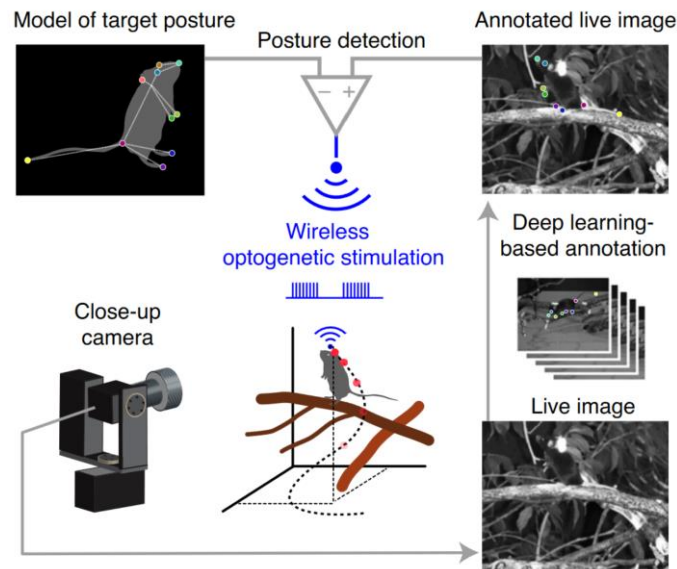 Model of target posture
Posture detection
Annotated live image
− +
Wireless
optogenetic stimulation
Deep learning-
based annotation
Close-up
camera
Live image